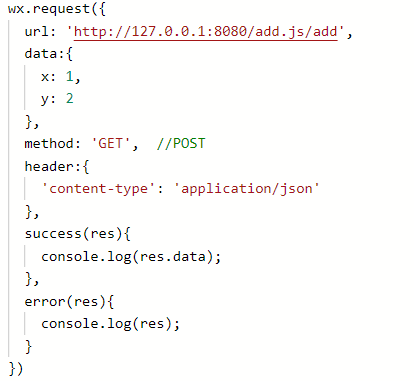 wx.request({
  url: 'http://127.0.0.1:8080/add.js/add',
  data:{
    x: 1,
    y: 2
  },
  method: 'GET',  //POST
  header:{
    'content-type': 'application/json'
  },
  success(res){
    console.log(res.data);
  },
  error(res){
    console.log(res);
  }
})